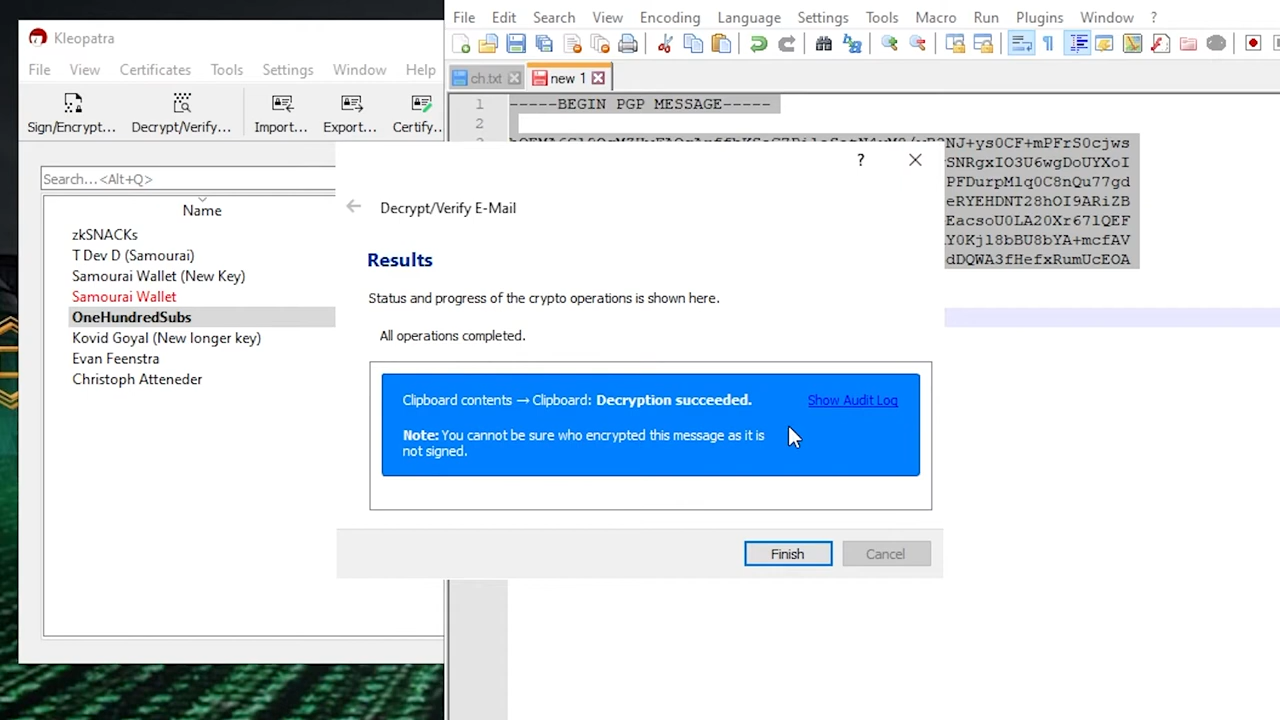 Kleopatra
File View Certificates Tools Settings Window Help
Sign/Encrypt... Decrypt/Verify... Import... Export... Certify..
Search...<Alt+Q>
Name
zkSNACKs
T Dev D (Samourai)
Samourai Wallet (New Key)
Samourai Wallet
OneHundredSubs
Kovid Goyal (New longer key)
Evan Feenstra
Christoph Atteneder
File Edit Search View Encoding Language Settings Tools Macro Run Plugins Window ?
ch.txt new 1
1 -----BEGIN PGP MESSAGE-----
2
NJ+ys0CF+mPFrS0cjws
SNRgxIO3U6wgDoUYXoI
PFDurpMlq0C8nQu77gd
eRYEHDNT28hOI9ARiZB
EacsoU0LA20Xr67lQEF
Y0Kjl8bBU8bYA+mcfAV
dDQWA3fHefxRumUcEOA
?
Decrypt/Verify E-Mail
Results
Status and progress of the crypto operations is shown here.
All operations completed.
Clipboard contents → Clipboard: Decryption succeeded. Show Audit Log
Note: You cannot be sure who encrypted this message as it is
not signed.
Finish Cancel